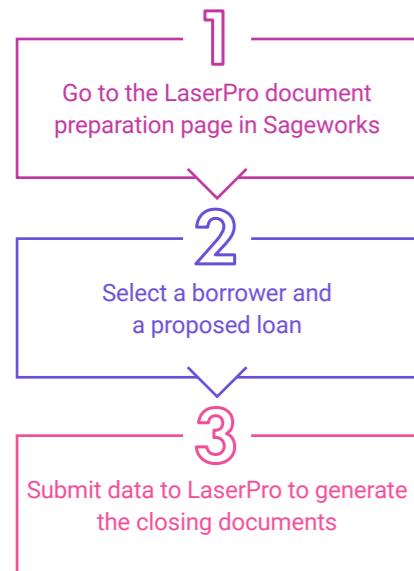 1
Go to the LaserPro document
preparation page in Sageworks
2
Select a borrower and
a proposed loan
3
Submit data to LaserPro to generate
the closing documents